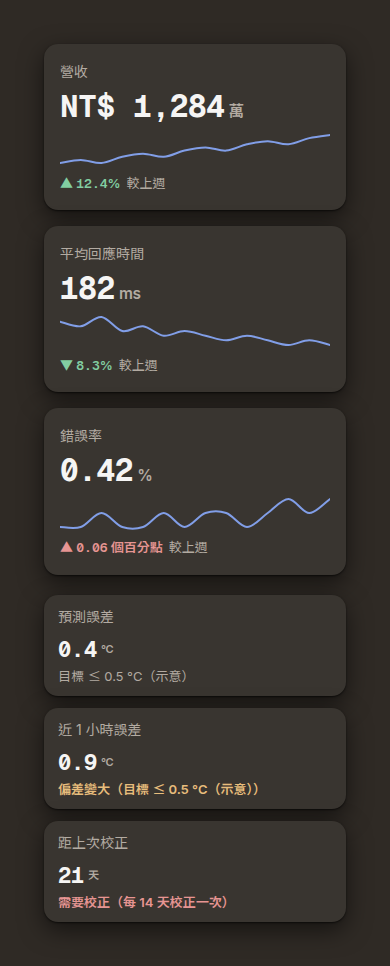 營收
NT$ 1,284 萬
▲ 12.4% 較上週
平均回應時間
182 ms
▼ 8.3% 較上週
錯誤率
0.42 %
▲ 0.06 個百分點 較上週
預測誤差
0.4 °C
目標 ≤ 0.5 °C（示意）
近 1 小時誤差
0.9 °C
偏差變大（目標 ≤ 0.5 °C（示意））
距上次校正
21 天
需要校正（每 14 天校正一次）